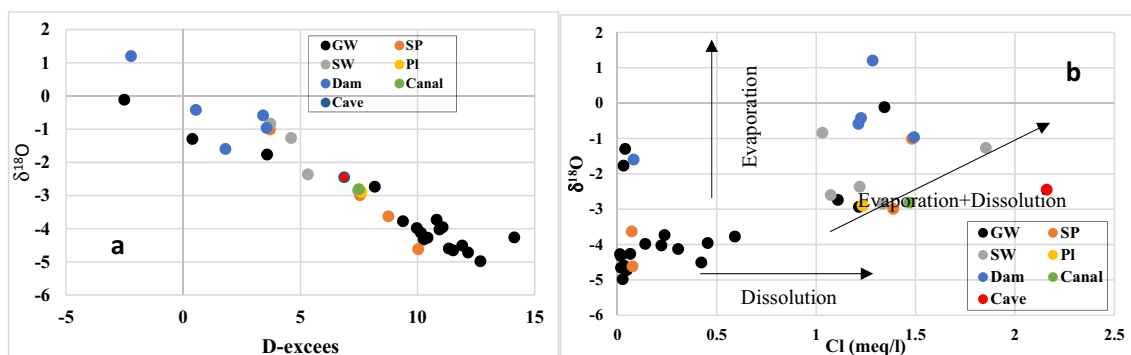 2
1
0
-1
-2
-3
-4
-5
-6
δ18O
-5 0 5 10 15
D-excees
GW SP
SW Pl
Dam Canal
Cave
a
2
1
0
-1
-2
-3
-4
-5
-6
δ18O
0 0.5 1 1.5 2 2.5
Cl (meq/l)
Evaporation
Evaporation+Dissolution
Dissolution
GW SP
SW Pl
Dam Canal
Cave
b